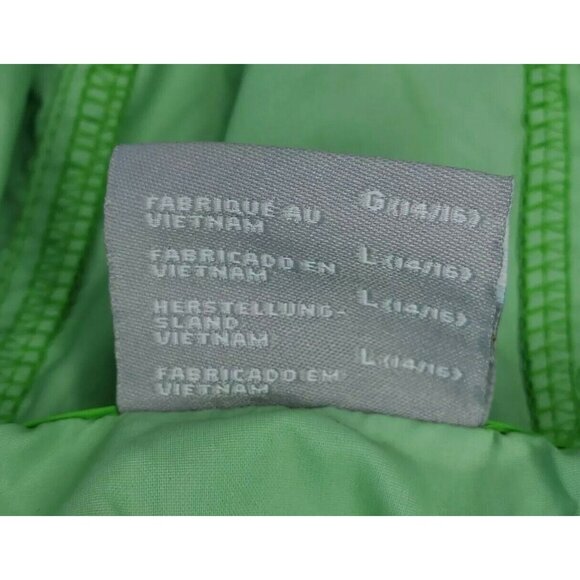 FABRIQUÉ AU G (14/16)
VIETNAM
FABRICADO EN L (14/16)
VIETNAM
HERSTELLUNG- L (14/16)
SLAND
VIETNAM
FABRICADO EM L (14/16)
VIETNAM